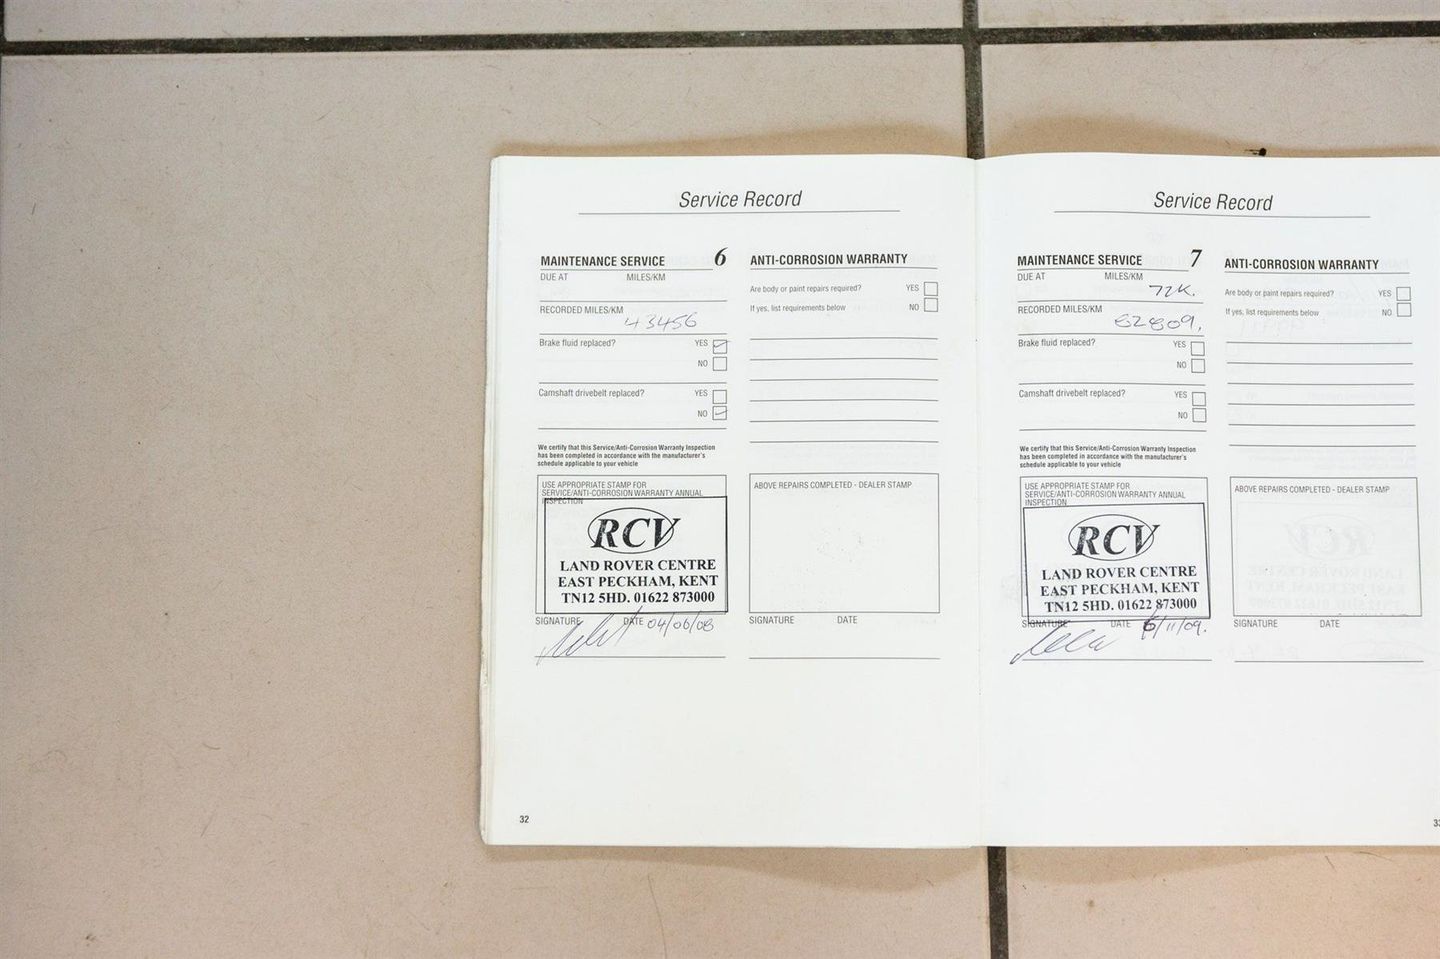 Service Record
MAINTENANCE SERVICE 6
DUE AT MILES/KM
RECORDED MILES/KM
43456
Brake fluid replaced? YES
NO
Camshaft drivebelt replaced? YES
NO
We certify that this Service/Anti-Corrosion Warranty Inspection
has been completed in accordance with the manufacturer's
schedule applicable to your vehicle
USE APPROPRIATE STAMP FOR
SERVICE/ANTI-CORROSION WARRANTY ANNUAL
INSPECTION
RCV
LAND ROVER CENTRE
EAST PECKHAM, KENT
TN12 5HD. 01622 873000
SIGNATURE DATE 04/06/08
ANTI-CORROSION WARRANTY
Are body or paint repairs required? YES
If yes, list requirements below NO
ABOVE REPAIRS COMPLETED - DEALER STAMP
SIGNATURE DATE
32
Service Record
MAINTENANCE SERVICE 7
DUE AT MILES/KM
72K.
RECORDED MILES/KM
62809.
Brake fluid replaced? YES
NO
Camshaft drivebelt replaced? YES
NO
We certify that this Service/Anti-Corrosion Warranty Inspection
has been completed in accordance with the manufacturer's
schedule applicable to your vehicle
USE APPROPRIATE STAMP FOR
SERVICE/ANTI-CORROSION WARRANTY ANNUAL
INSPECTION
RCV
LAND ROVER CENTRE
EAST PECKHAM, KENT
TN12 5HD. 01622 873000
SIGNATURE DATE 6/11/09.
ANTI-CORROSION WARRANTY
Are body or paint repairs required? YES
If yes, list requirements below NO
ABOVE REPAIRS COMPLETED - DEALER STAMP
SIGNATURE DATE